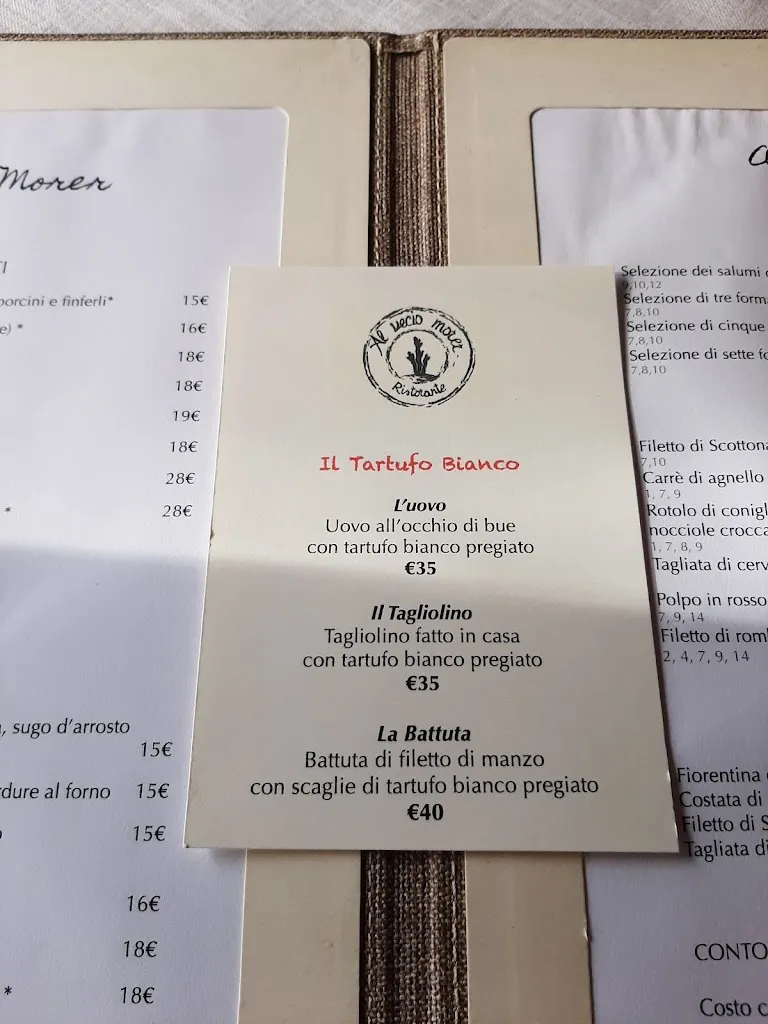 Morer
15€
porcini e finferli*
e) *
16€
18€
18€
19€
18€
28€
*
28€
, sugo d'arrosto
15€
rdure al forno
15€
15€
16€
18€
*
18€
Al vecio morer
Ristorante
Il Tartufo Bianco
L'uovo
Uovo all'occhio di bue
con tartufo bianco pregiato
€35
Il Tagliolino
Tagliolino fatto in casa
con tartufo bianco pregiato
€35
La Battuta
Battuta di filetto di manzo
con scaglie di tartufo bianco pregiato
€40
Selezione dei salumi
9,10,12
Selezione di tre form
7,8,10
Selezione di cinque
7,8,10
Selezione di sette fo
7,8,10
Filetto di Scottona
7,10
Carrè di agnello
1, 7, 9
Rotolo di conigl
nocciole crocca
1, 7, 8, 9
Tagliata di cerv
Polpo in rosso
7, 9, 14
Filetto di rom
2, 4, 7, 9, 14
Fiorentina
Costata di
Filetto di S
Tagliata di
CONTO
Costo c